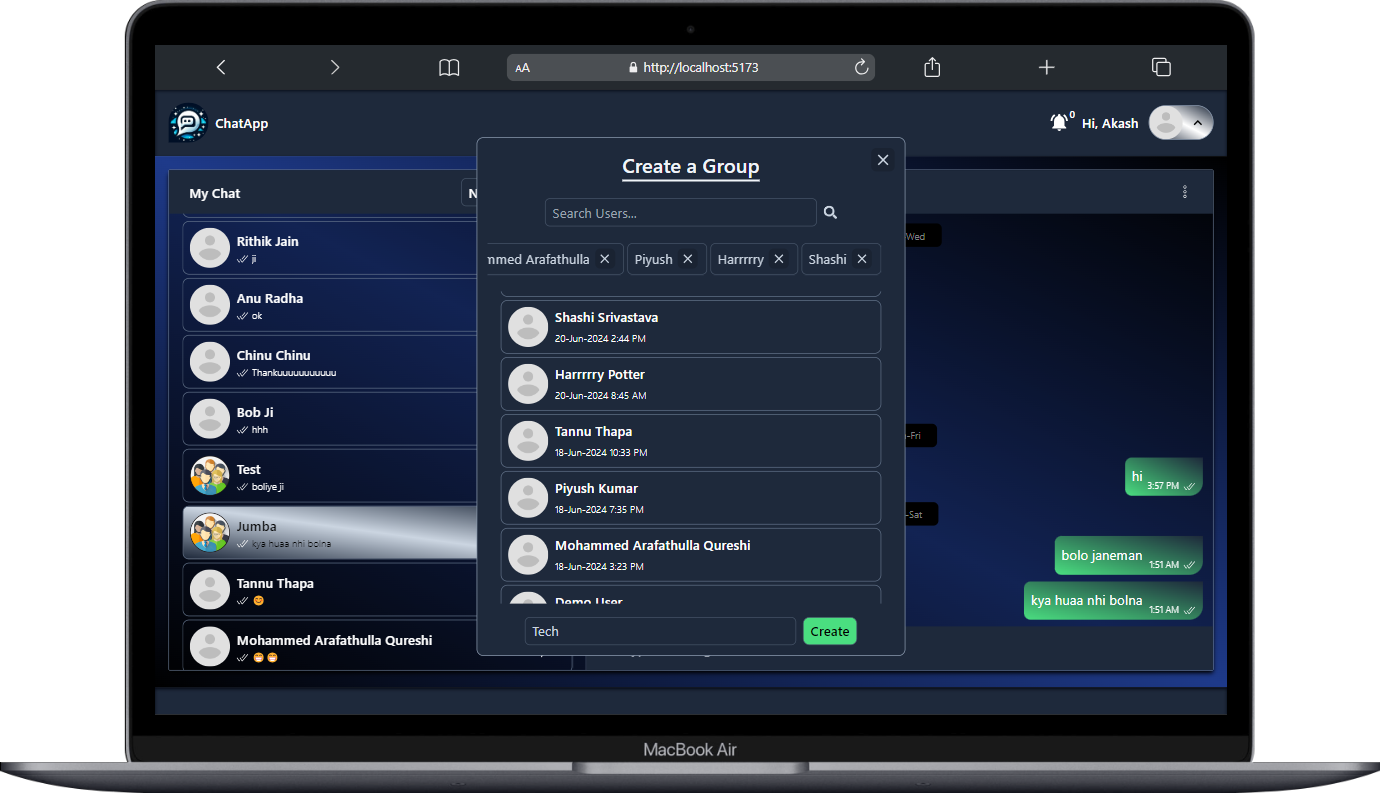 AA
http://localhost:5173
ChatApp
0
Hi, Akash
My Chat
Rithik Jain
ji
Anu Radha
ok
Chinu Chinu
Thankuuuuuuuuuuu
Bob Ji
hhh
Test
boliye ji
Jumba
kya huaa nhi bolna
Tannu Thapa
😊
Mohammed Arafathulla Qureshi
😁😁
Create a Group
Search Users...
mmed Arafathulla
Piyush
Harrrrry
Shashi
Shashi Srivastava
20-Jun-2024 2:44 PM
Harrrrry Potter
20-Jun-2024 8:45 AM
Tannu Thapa
18-Jun-2024 10:33 PM
Piyush Kumar
18-Jun-2024 7:35 PM
Mohammed Arafathulla Qureshi
18-Jun-2024 3:23 PM
Demo User
Tech
Create
Wed
-Fri
hi
3:57 PM
-Sat
bolo janeman
1:51 AM
kya huaa nhi bolna
1:51 AM
MacBook Air